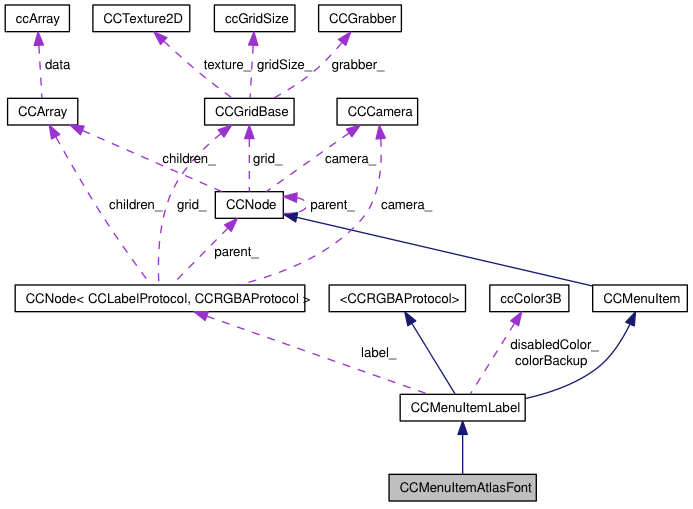 ccArray
CCTexture2D
ccGridSize
CCGrabber
data
texture_
gridSize_
grabber_
CCArray
CCGridBase
CCCamera
children_
grid_
camera_
children_
grid_
CCNode
parent_
camera_
parent_
CCNode< CCLabelProtocol, CCRGBAProtocol >
<CCRGBAProtocol>
ccColor3B
CCMenuItem
label_
disabledColor_
colorBackup
CCMenuItemLabel
CCMenuItemAtlasFont